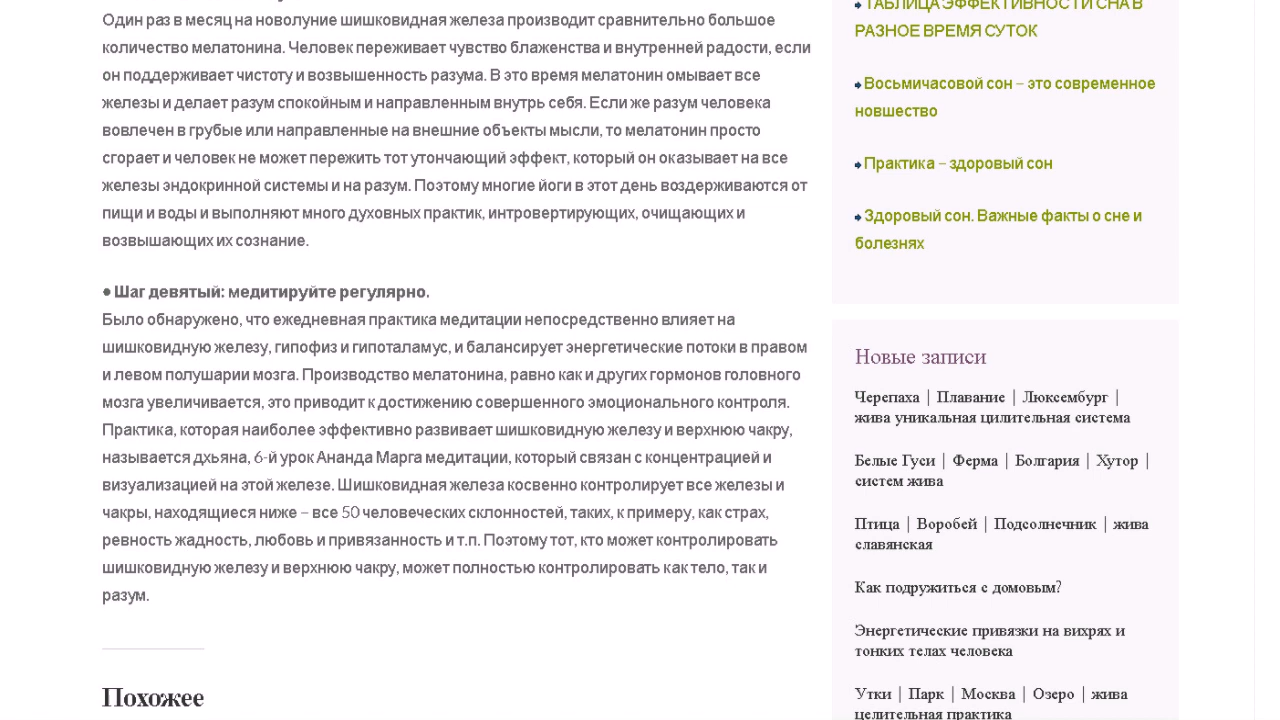 Один раз в месяц на новолуние шишковидная железа производит сравнительно большое
количество мелатонина. Человек переживает чувство блаженства и внутренней радости, если
он поддерживает чистоту и возвышенность разума. В это время мелатонин омывает все
железы и делает разум спокойным и направленным внутрь себя. Если же разум человека
вовлечен в грубые или направленные на внешние объекты мысли, то мелатонин просто
сгорает и человек не может пережить тот утончающий эффект, который он оказывает на все
железы эндокринной системы и на разум. Поэтому многие йоги в этот день воздерживаются от
пищи и воды и выполняют много духовных практик, интровертирующих, очищающих и
возвышающих их сознание.
● Шаг девятый: медитируйте регулярно.
Было обнаружено, что ежедневная практика медитации непосредственно влияет на
шишковидную железу, гипофиз и гипоталамус, и балансирует энергетические потоки в правом
и левом полушарии мозга. Производство мелатонина, равно как и других гормонов головного
мозга увеличивается, это приводит к достижению совершенного эмоционального контроля.
Практика, которая наиболее эффективно развивает шишковидную железу и верхнюю чакру,
называется дхьяна, 6-й урок Ананда Марга медитации, который связан с концентрацией и
визуализацией на этой железе. Шишковидная железа косвенно контролирует все железы и
чакры, находящиеся ниже – все 50 человеческих склонностей, таких, к примеру, как страх,
ревность жадность, любовь и привязанность и т.п. Поэтому тот, кто может контролировать
шишковидную железу и верхнюю чакру, может полностью контролировать как тело, так и
разум.
Похожее
ТАБЛИЦА ЭФФЕКТИВНОСТИ СНА В
РАЗНОЕ ВРЕМЯ СУТОК
Восьмичасовой сон – это современное
новшество
Практика – здоровый сон
Здоровый сон. Важные факты о сне и
болезнях
Новые записи
Черепаха | Плавание | Люксембург |
жива уникальная цилительная система
Белые Гуси | Ферма | Болгария | Хутор |
систем жива
Птица | Воробей | Подсолнечник | жива
славянская
Как подружиться с домовым?
Энергетические привязки на вихрях и
тонких телах человека
Утки | Парк | Москва | Озеро | жива
целительная практика